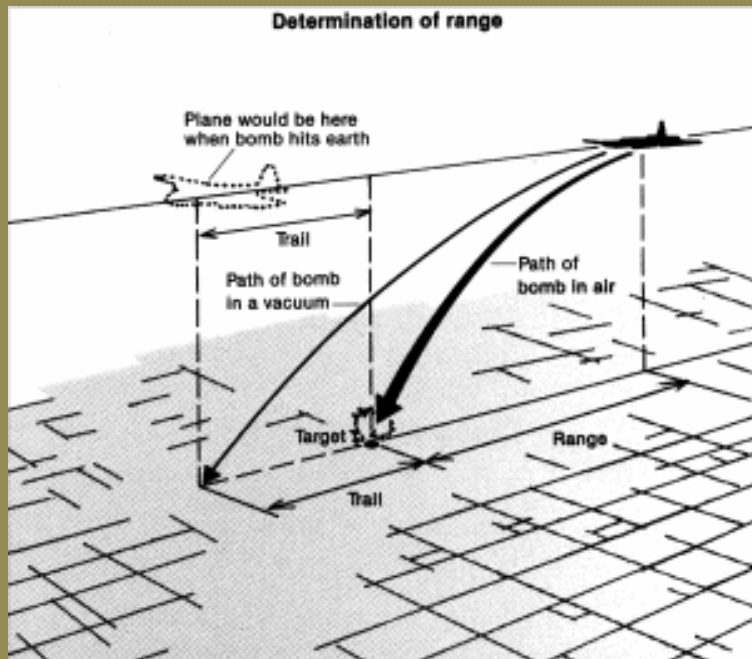 Determination of range
Plane would be here
when bomb hits earth
Trail
Path of bomb
in a vacuum
Path of
bomb in air
Target
Range
Trail